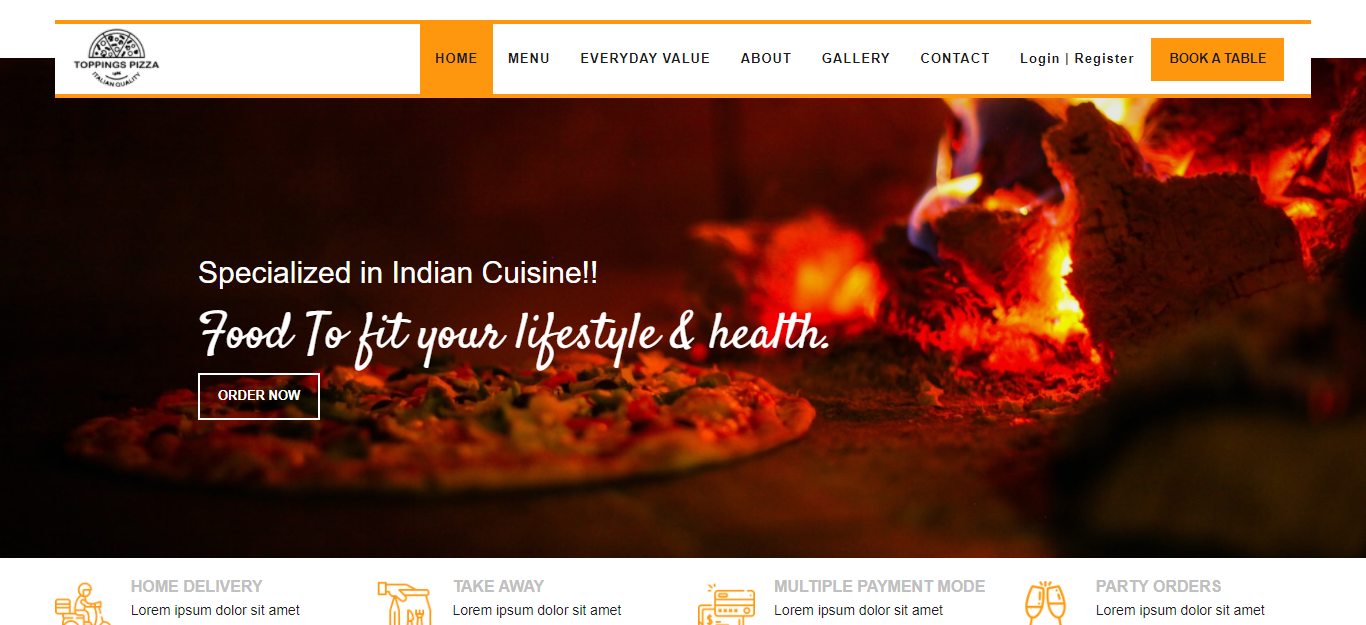 TOPPINGS PIZZA
ITALIAN QUALITY
HOME MENU EVERYDAY VALUE ABOUT GALLERY CONTACT Login | Register BOOK A TABLE
Specialized in Indian Cuisine!!
Food To fit your lifestyle & health.
ORDER NOW
HOME DELIVERY TAKE AWAY MULTIPLE PAYMENT MODE PARTY ORDERS
Lorem ipsum dolor sit amet Lorem ipsum dolor sit amet Lorem ipsum dolor sit amet Lorem ipsum dolor sit amet